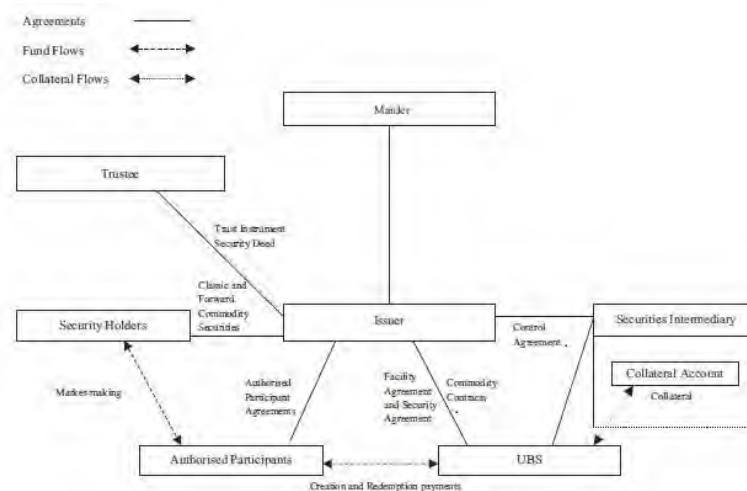 Agreements
Fund Flows
Collateral Flows
Manler
Trustee
Trust Instrument
Security Deed
Classic and
Forward
Commodity
Securities
Security Holders
Issuer
Securities Intermediary
Control
Agreement
Collateral Account
Collateral
Market-making
Authorised
Participant
Agreements
Facility
Agreement
and Security
Agreement
Commodity
Contracts
Authorised Participants
UBS
Creation and Redemption payments